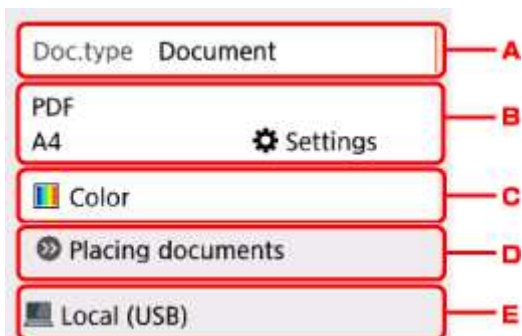 Doc.type Document A
PDF
B
A4 Settings
Color C
Placing documents D
Local (USB) E